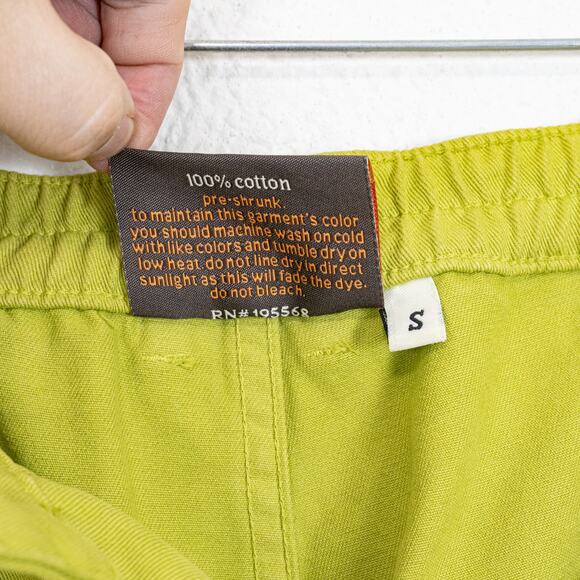 100% cotton
pre-shrunk.
to maintain this garment's color
you should machine wash on cold
with like colors and tumble dry on
low heat. do not line dry in direct
sunlight as this will fade the dye.
do not bleach.
RN# 195568
S